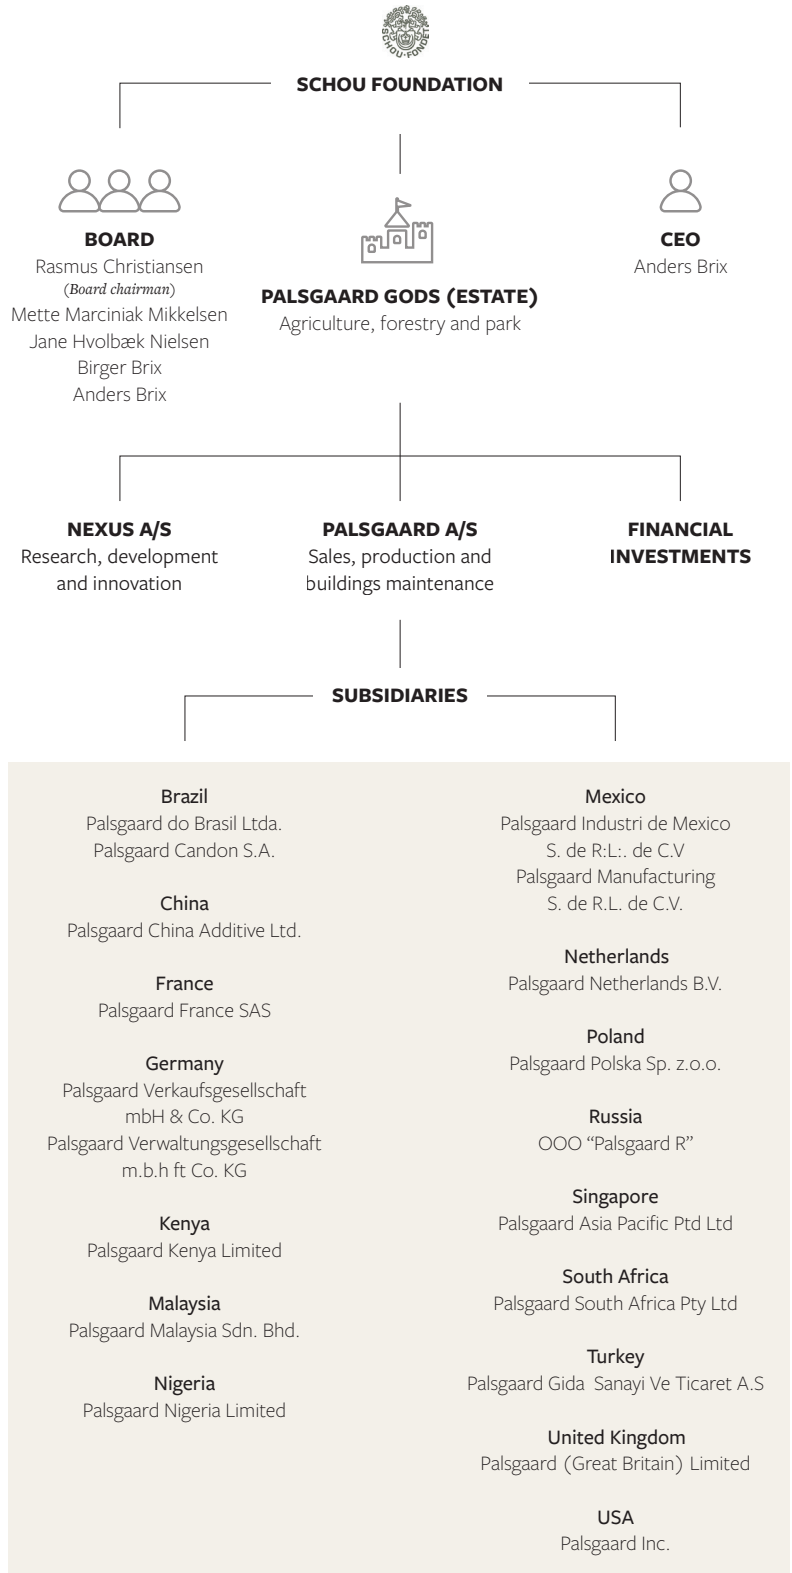 SCHOU·FONDET
SCHOU FOUNDATION
BOARD
Rasmus Christiansen
(Board chairman)
Mette Marciniak Mikkelsen
Jane Hvolbæk Nielsen
Birger Brix
Anders Brix
PALSGAARD GODS (ESTATE)
Agriculture, forestry and park
CEO
Anders Brix
NEXUS A/S
Research, development
and innovation
PALSGAARD A/S
Sales, production and
buildings maintenance
FINANCIAL
INVESTMENTS
SUBSIDIARIES
Brazil
Palsgaard do Brasil Ltda.
Palsgaard Candon S.A.
China
Palsgaard China Additive Ltd.
France
Palsgaard France SAS
Germany
Palsgaard Verkaufsgesellschaft
mbH & Co. KG
Palsgaard Verwaltungsgesellschaft
m.b.h ft Co. KG
Kenya
Palsgaard Kenya Limited
Malaysia
Palsgaard Malaysia Sdn. Bhd.
Nigeria
Palsgaard Nigeria Limited
Mexico
Palsgaard Industri de Mexico
S. de R:L:. de C.V
Palsgaard Manufacturing
S. de R.L. de C.V.
Netherlands
Palsgaard Netherlands B.V.
Poland
Palsgaard Polska Sp. z.o.o.
Russia
OOO “Palsgaard R”
Singapore
Palsgaard Asia Pacific Ptd Ltd
South Africa
Palsgaard South Africa Pty Ltd
Turkey
Palsgaard Gida  Sanayi Ve Ticaret A.S
United Kingdom
Palsgaard (Great Britain) Limited
USA
Palsgaard Inc.